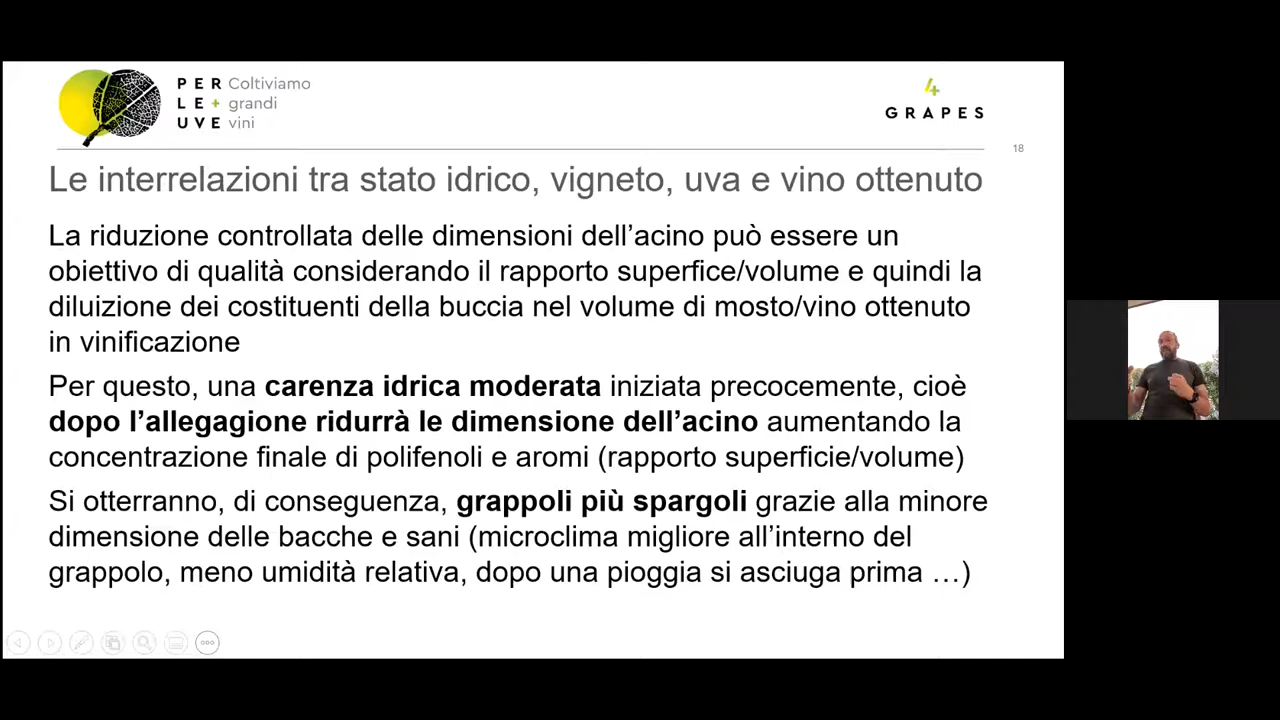 PER Coltiviamo
LE+ grandi
UVE vini
4
GRAPES
18
Le interrelazioni tra stato idrico, vigneto, uva e vino ottenuto
La riduzione controllata delle dimensioni dell’acino può essere un
obiettivo di qualità considerando il rapporto superfice/volume e quindi la
diluizione dei costituenti della buccia nel volume di mosto/vino ottenuto
in vinificazione
Per questo, una carenza idrica moderata iniziata precocemente, cioè
dopo l’allegagione ridurrà le dimensione dell’acino aumentando la
concentrazione finale di polifenoli e aromi (rapporto superficie/volume)
Si otterranno, di conseguenza, grappoli più spargoli grazie alla minore
dimensione delle bacche e sani (microclima migliore all’interno del
grappolo, meno umidità relativa, dopo una pioggia si asciuga prima …)